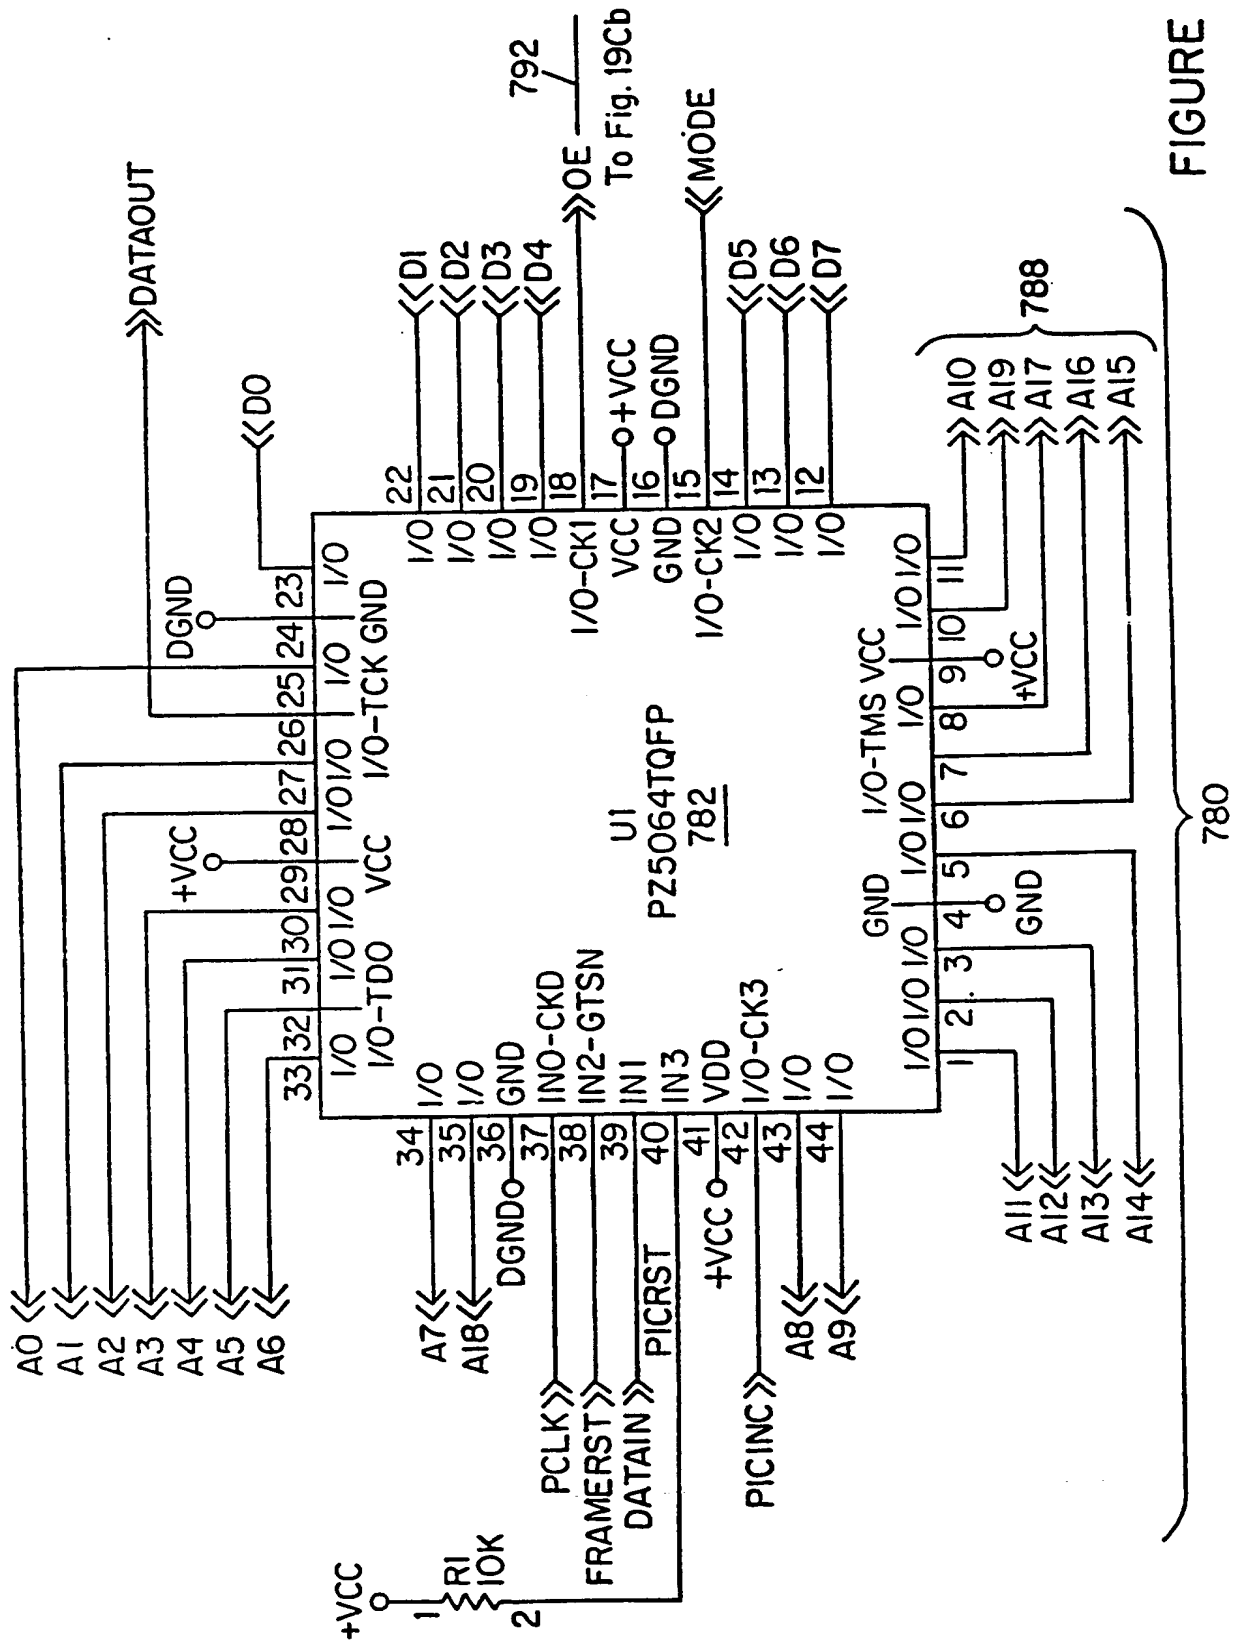 DATAOUT
792
OE
To Fig. 19Cb
D0
D1
D2
D3
D4
+VCC
DGND
MODE
D5
D6
D7
788
A10
A19
A17
A16
A15
22
21
20
19
18
17
16
15
14
13
12
I/O
I/O
I/O
I/O
I/O-CK1
VCC
GND
I/O-CK2
I/O
I/O
I/O
DGND
+VCC
23
24
25
26
27
28
29
30
31
32
33
I/O
GND
I/O
I/O-TCK
I/O
I/O
VCC
I/O
I/O
I/O-TDO
I/O
U1
PZ5064TQFP
782
11
10
9
8
7
6
5
4
3
2
1
I/O
I/O
VCC
I/O
I/O-TMS
I/O
I/O
GND
I/O
I/O
I/O
+VCC
GND
I/O
I/O
GND
IN0-CKD
IN2-GTSN
IN1
IN3
VDD
I/O-CK3
I/O
I/O
34
35
36
37
38
39
40
41
42
43
44
A0
A1
A2
A3
A4
A5
A6
A7
A18
DGND
PCLK
FRAMERST
DATAIN
PICRST
+VCC
PICINC
A8
A9
A11
A12
A13
A14
+VCC
1
R1
10K
2
780
FIGURE